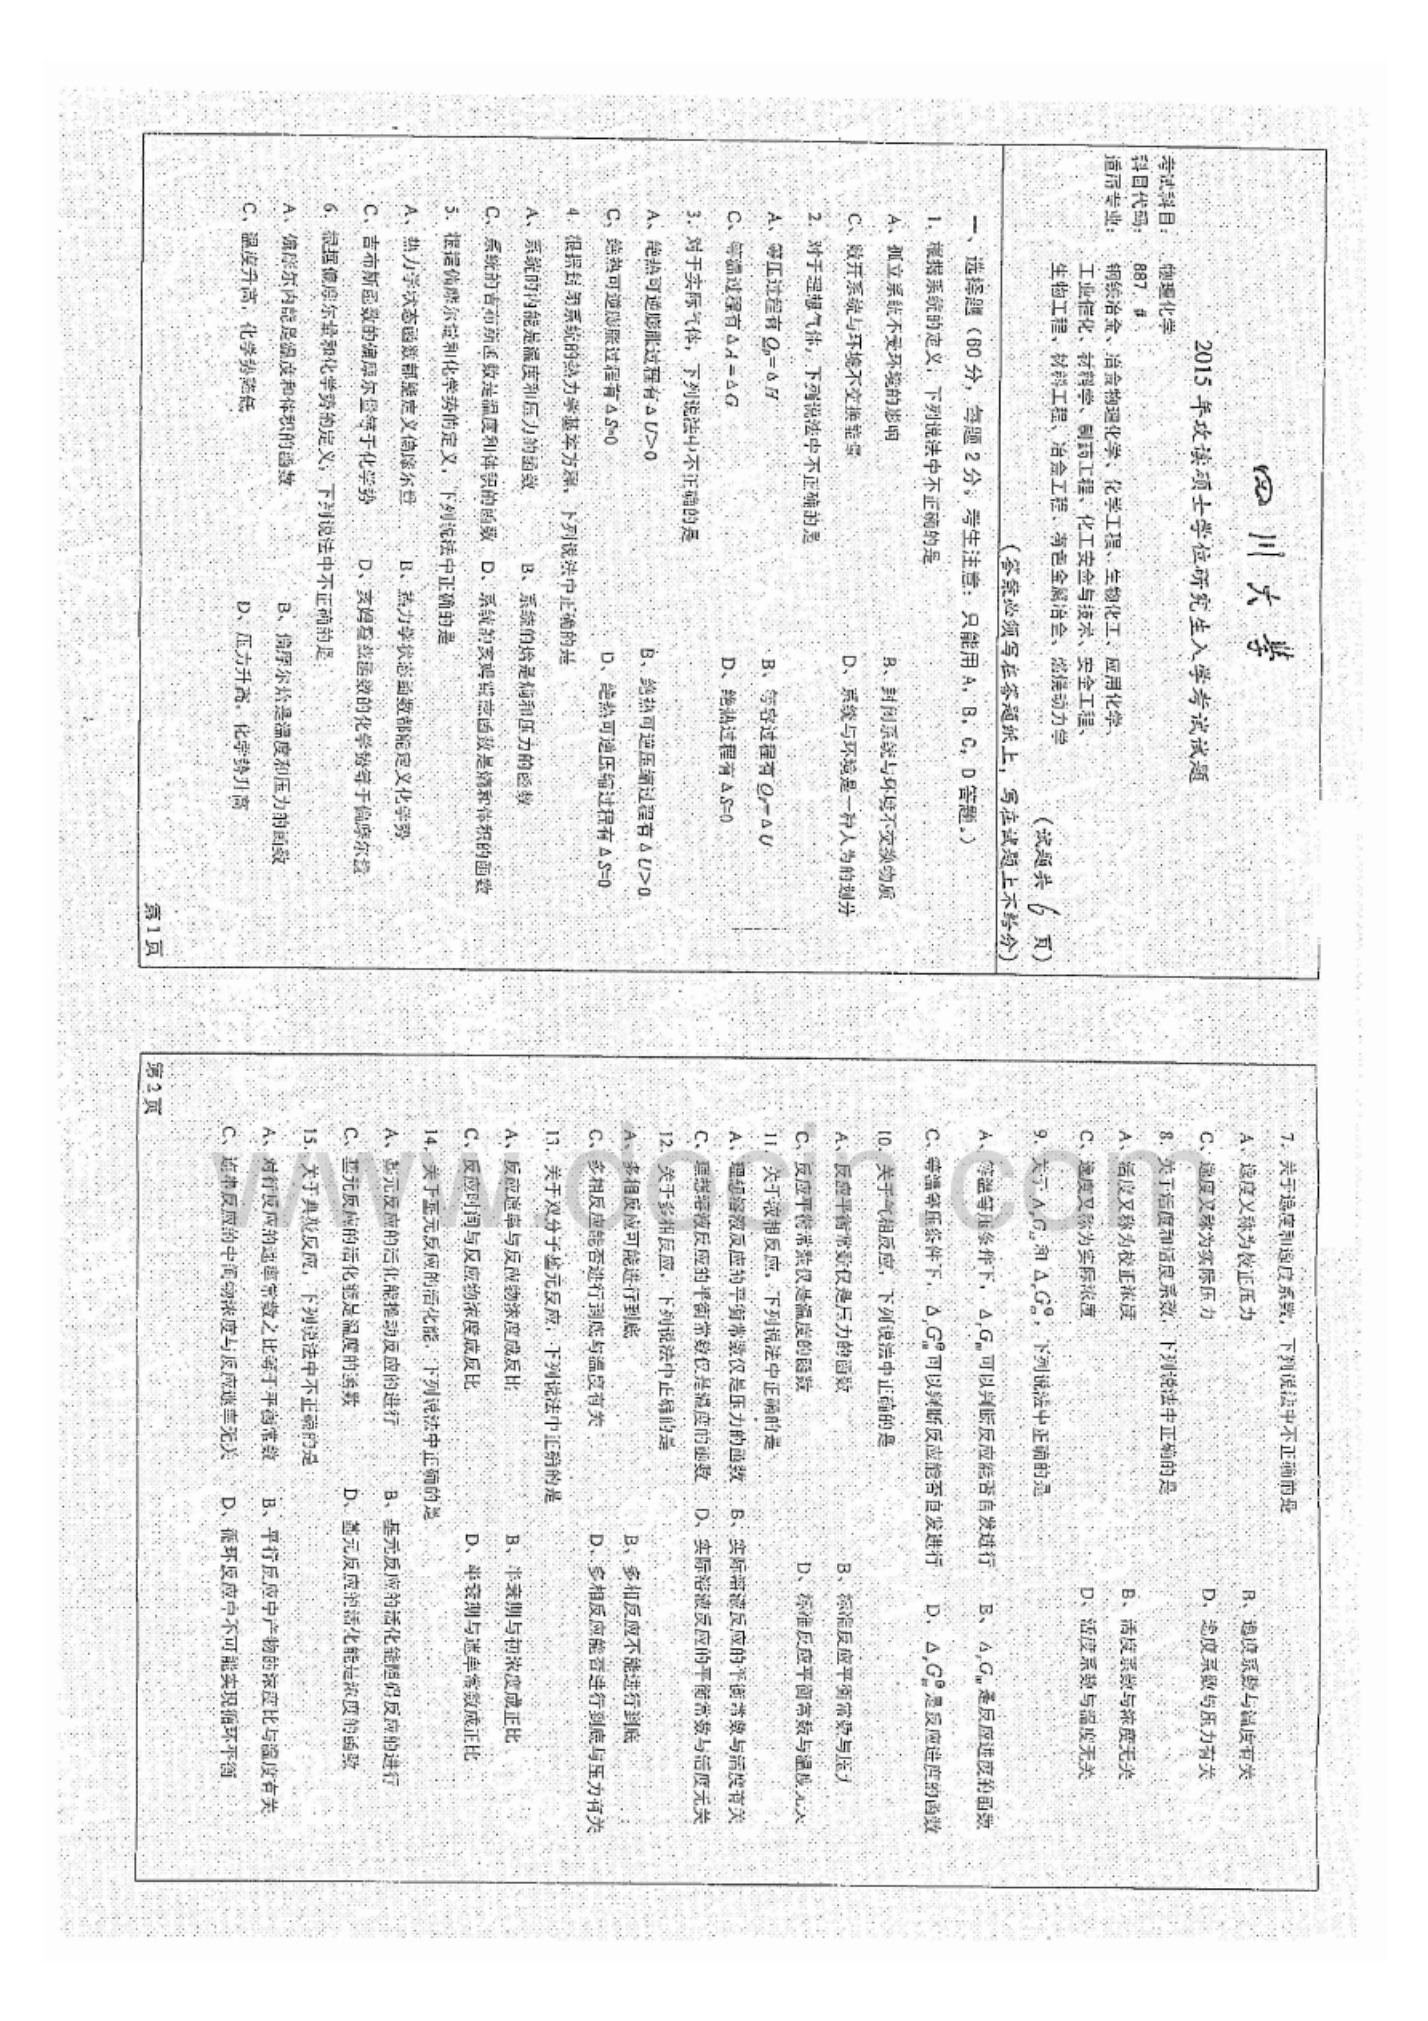 四川大学
2015年攻读硕士学位研究生入学考试试题
考试科目：物理化学
科目代码：887 #
适用专业：钢铁冶金、冶金物理化学、化学工程、生物化工、应用化学、
工业催化、材料学、制药工程、化工安全与技术、安全工程、
生物工程、材料工程、冶金工程、有色金属冶金、燃烧动力学
（试题共6页）
（答案必须写在答题纸上，写在试题上不给分）
一、选择题（60分，每题2分，考生注意：只能用A，B，C，D答题。）
1．根据系统的定义，下列说法中不正确的是
A、孤立系统不受环境的影响 B、封闭系统与环境不交换物质
C、敞开系统与环境不交换能量 D、系统与环境是一种人为的划分
2．对于理想气体，下列说法中不正确的是
A、等压过程有 Qₚ=ΔH B、等容过程有 Qᵥ=ΔU
C、等温过程有 ΔA=ΔG D、绝热过程有 ΔS=0
3．对于实际气体，下列说法中不正确的是
A、绝热可逆膨胀过程有 ΔU>0 B、绝热可逆压缩过程有 ΔU>0
C、绝热可逆膨胀过程有 ΔS=0 D、绝热可逆压缩过程有 ΔS=0
4．根据封闭系统的热力学基本方程，下列说法中正确的是
A、系统的内能是温度和压力的函数 B、系统的焓是熵和压力的函数
C、系统的吉布斯函数是温度和体积的函数 D、系统的亥姆霍兹函数是熵和体积的函数
5．根据偏摩尔量和化学势的定义，下列说法中正确的是
A、热力学状态函数都能定义偏摩尔量 B、热力学状态函数都能定义化学势
C、吉布斯函数的偏摩尔量等于化学势 D、亥姆霍兹函数的化学势等于偏摩尔量
6．根据偏摩尔量和化学势的定义，下列说法中不正确的是
A、偏摩尔内能是温度和体积的函数 B、偏摩尔焓是温度和压力的函数
C、温度升高，化学势降低 D、压力升高，化学势升高
第1页
7．关于逸度和逸度系数，下列说法中不正确的是
A、逸度又称为校正压力 B、逸度系数与温度有关
C、逸度又称为实际压力 D、逸度系数与压力有关
8．关于活度和活度系数，下列说法中正确的是
A、活度又称为校正浓度 B、活度系数与浓度无关
C、活度又称为实际浓度 D、活度系数与温度无关
9．关于 ΔᵣGₘ 和 ΔᵣGₘ^θ，下列说法中正确的是
A、等温等压条件下，ΔᵣGₘ 可以判断反应能否自发进行 B、ΔᵣGₘ 是反应进度的函数
C、等温等压条件下，ΔᵣGₘ^θ 可以判断反应能否自发进行 D、ΔᵣGₘ^θ 是反应进度的函数
10．关于气相反应，下列说法中正确的是
A、反应平衡常数仅是压力的函数 B、标准反应平衡常数与压力
C、反应平衡常数仅是温度的函数 D、标准反应平衡常数与温度无关
11．关于液相反应，下列说法中正确的是
A、理想溶液反应的平衡常数仅是压力的函数 B、实际溶液反应的平衡常数与活度有关
C、理想溶液反应的平衡常数仅是温度的函数 D、实际溶液反应的平衡常数与活度无关
12．关于多相反应，下列说法中正确的是
A、多相反应可能进行到底 B、多相反应不能进行到底
C、多相反应能否进行到底与温度有关 D、多相反应能否进行到底与压力有关
13．关于双分子基元反应，下列说法中正确的是
A、反应速率与反应物浓度成反比 B、半衰期与初浓度成正比
C、反应时间与反应物浓度成反比 D、半衰期与速率常数成正比
14．关于基元反应的活化能，下列说法中正确的是
A、基元反应的活化能推动反应的进行 B、基元反应的活化能阻碍反应的进行
C、基元反应的活化能是温度的函数 D、基元反应的活化能是浓度的函数
15．关于典型反应，下列说法中不正确的是
A、对行反应的速率常数之比等于平衡常数 B、平行反应中产物的浓度比与温度有关
C、连串反应的中间物浓度与反应速率无关 D、循环反应中不可能实现循环平衡
第2页
www.docin.com